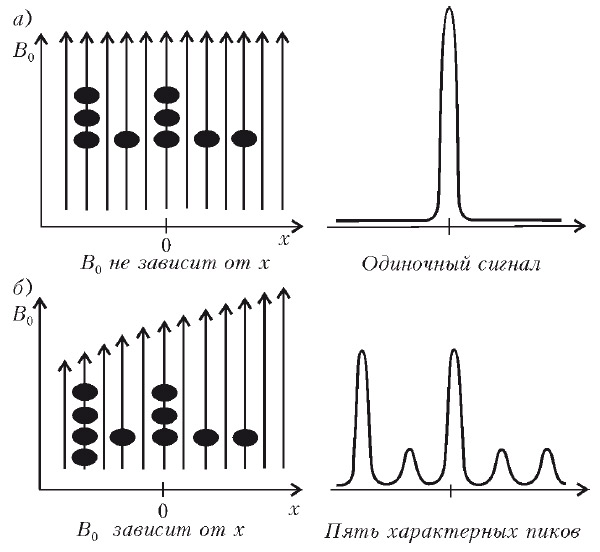 а)
B₀
0
x
B₀ не зависит от x
Одиночный сигнал
б)
B₀
0
x
B₀ зависит от x
Пять характерных пиков